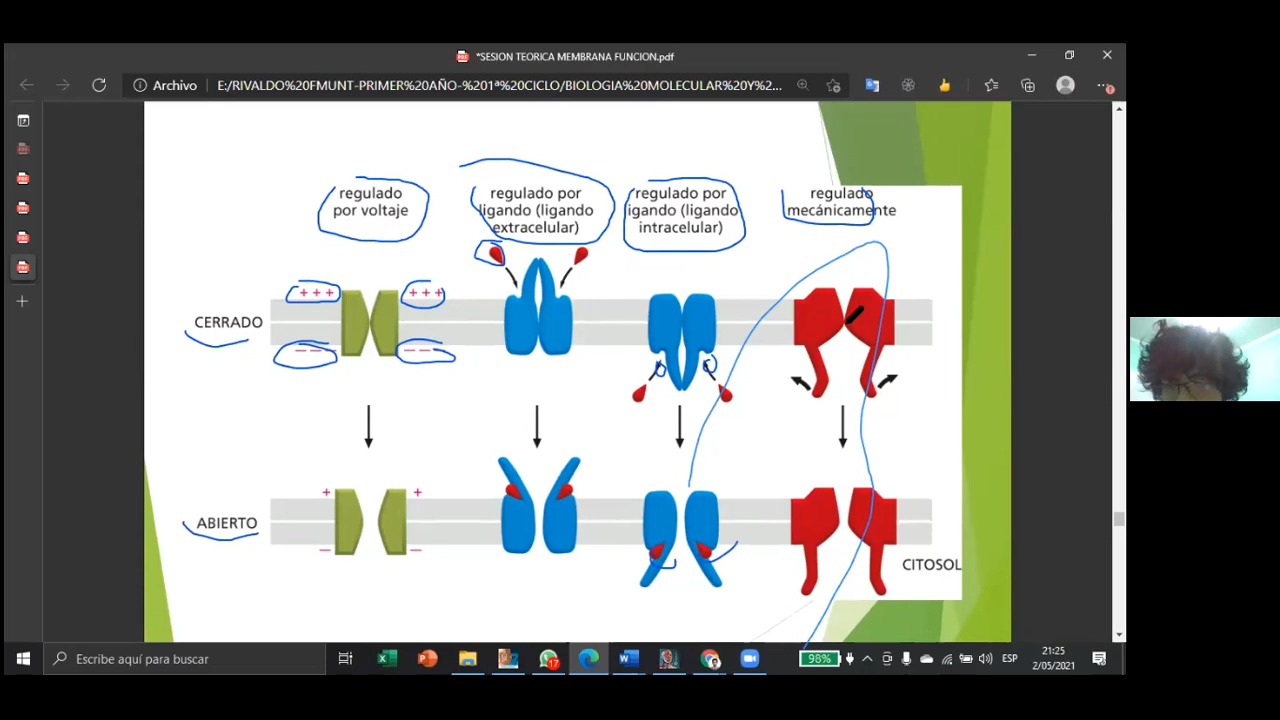 *SESION TEORICA MEMBRANA FUNCION.pdf
Archivo
E:/RIVALDO%20FMUNT-PRIMER%20AÑO-%201ª%20CICLO/BIOLOGIA%20MOLECULAR%20Y%2...
regulado
por voltaje
regulado por
ligando (ligando
extracelular)
regulado por
igando (ligando
intracelular)
regulado
mecánicamente
+ + +
+ + +
CERRADO
− − −
− − −
+
+
ABIERTO
−
−
CITOSOL
Escribe aquí para buscar
17
98%
ESP
21:25
2/05/2021